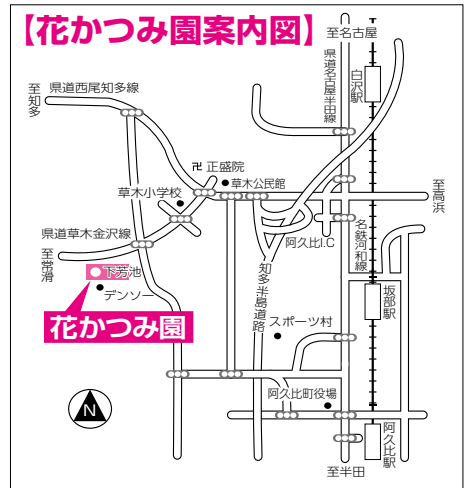 【花かつみ園案内図】
至名古屋
県道名古屋半田線
白沢駅
県道西尾知多線
至知多
卍 正盛院
草木公民館
草木小学校
至高浜
阿久比I.C
名鉄河和線
県道草木金沢線
至常滑
下芳池
デンソー
花かつみ園
知多半島道路
坂部駅
スポーツ村
阿久比町役場
N
阿久比駅
至半田